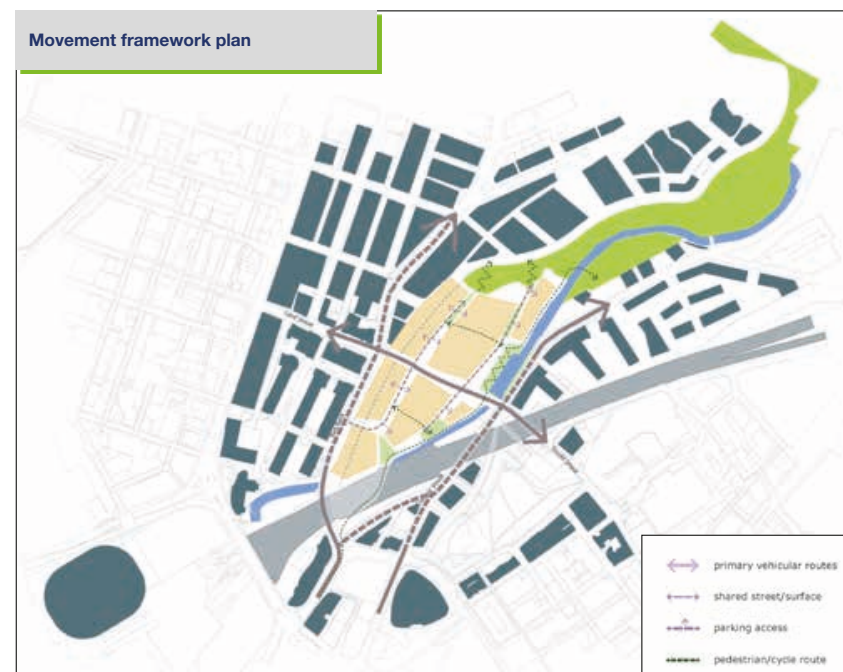 Movement framework plan
primary vehicular routes
shared street/surface
parking access
pedestrian/cycle route